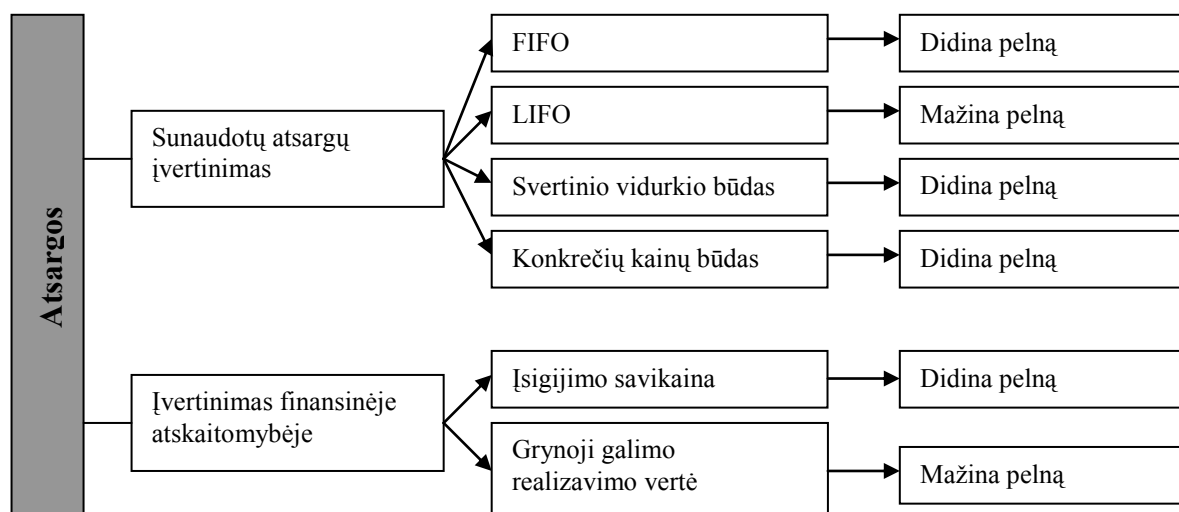 Atsargos
Sunaudotų atsargų
įvertinimas
FIFO
Didina pelną
LIFO
Mažina pelną
Svertinio vidurkio būdas
Didina pelną
Konkrečių kainų būdas
Didina pelną
Įvertinimas finansinėje
atskaitomybėje
Įsigijimo savikaina
Didina pelną
Grynoji galimo
realizavimo vertė
Mažina pelną